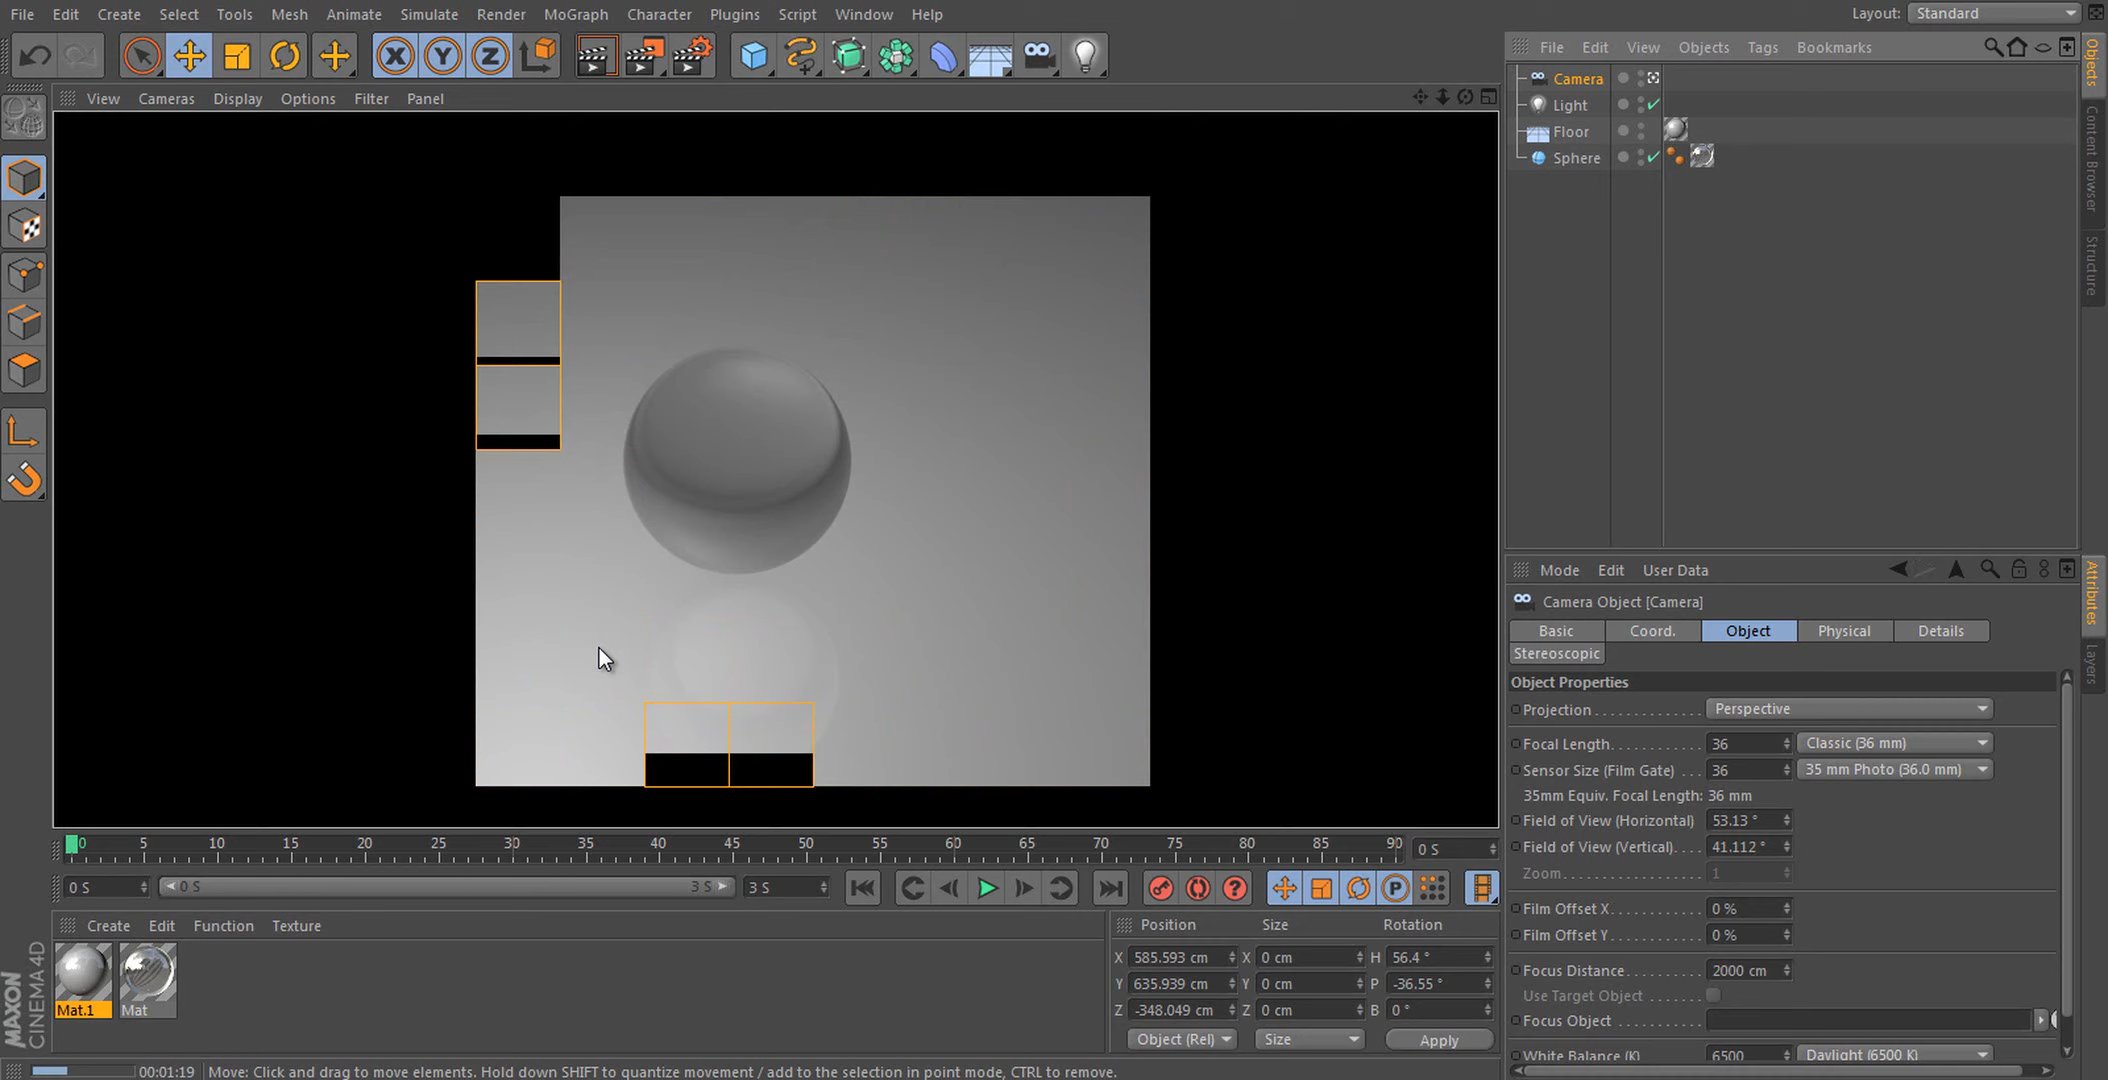 File Edit Create Select Tools Mesh Animate Simulate Render MoGraph Character Plugins Script Window Help Layout: Standard
X Y Z
File Edit View Objects Tags Bookmarks
View Cameras Display Options Filter Panel
Camera
Light
Floor
Sphere
Objects
Content Browser
Structure
Mode Edit User Data
Camera Object [Camera]
Basic Coord. Object Physical Details
Stereoscopic
Object Properties
Projection Perspective
Focal Length 36 Classic (36 mm)
Sensor Size (Film Gate) 36 35 mm Photo (36.0 mm)
35mm Equiv. Focal Length: 36 mm
Field of View (Horizontal) 53.13 °
Field of View (Vertical) 41.112 °
Zoom 1
Film Offset X 0 %
Film Offset Y 0 %
Focus Distance 2000 cm
Use Target Object
Focus Object
White Balance (K) 6500 Daylight (6500 K)
Attributes
Layers
0 5 10 15 20 25 30 35 40 45 50 55 60 65 70 75 80 85 90 0 S
0 S 0 S 3 S 3 S P
Create Edit Function Texture
Mat.1 Mat
MAXON
CINEMA 4D
Position Size Rotation
X 585.593 cm X 0 cm H 56.4 °
Y 635.939 cm Y 0 cm P -36.55 °
Z -348.049 cm Z 0 cm B 0 °
Object (Rel) Size Apply
00:01:19 Move: Click and drag to move elements. Hold down SHIFT to quantize movement / add to the selection in point mode, CTRL to remove.